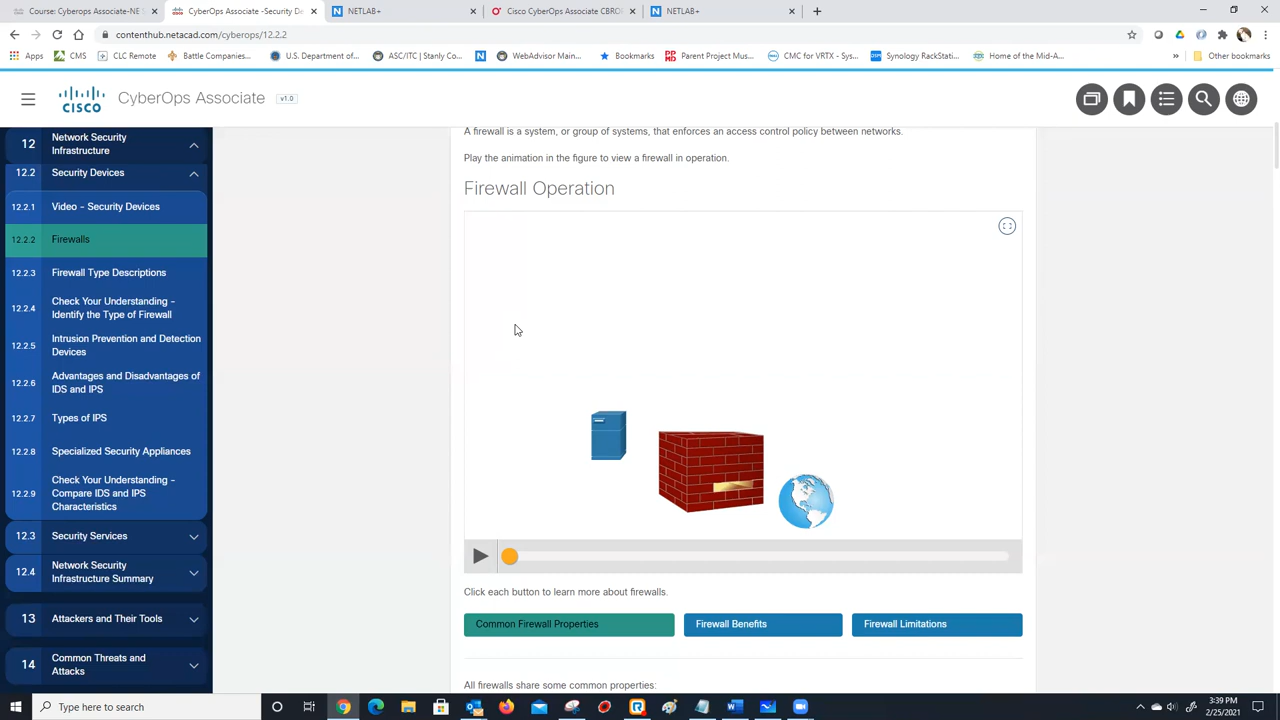 Course: CyberOps Associate-NE S
CyberOps Associate -Security De
NETLAB+
Cisco CyberOps Associate CBRO
NETLAB+
contenthub.netacad.com/cyberops/12.2.2
Apps
CMS
CLC Remote
Battle Companies...
U.S. Department of...
ASC/ITC | Stanly Co...
WebAdvisor Main...
Bookmarks
Parent Project Mus...
CMC for VRTX - Sys...
Synology RackStati...
Home of the Mid-A...
»
Other bookmarks
CISCO
CyberOps Associate
v1.0
12
Network Security
Infrastructure
12.2
Security Devices
12.2.1
Video – Security Devices
12.2.2
Firewalls
12.2.3
Firewall Type Descriptions
12.2.4
Check Your Understanding –
Identify the Type of Firewall
12.2.5
Intrusion Prevention and Detection
Devices
12.2.6
Advantages and Disadvantages of
IDS and IPS
12.2.7
Types of IPS
12.2.8
Specialized Security Appliances
12.2.9
Check Your Understanding –
Compare IDS and IPS
Characteristics
12.3
Security Services
12.4
Network Security
Infrastructure Summary
13
Attackers and Their Tools
14
Common Threats and
Attacks
A firewall is a system, or group of systems, that enforces an access control policy between networks.
Play the animation in the figure to view a firewall in operation.
Firewall Operation
Click each button to learn more about firewalls.
Common Firewall Properties
Firewall Benefits
Firewall Limitations
All firewalls share some common properties:
Type here to search
3:39 PM
2/25/2021